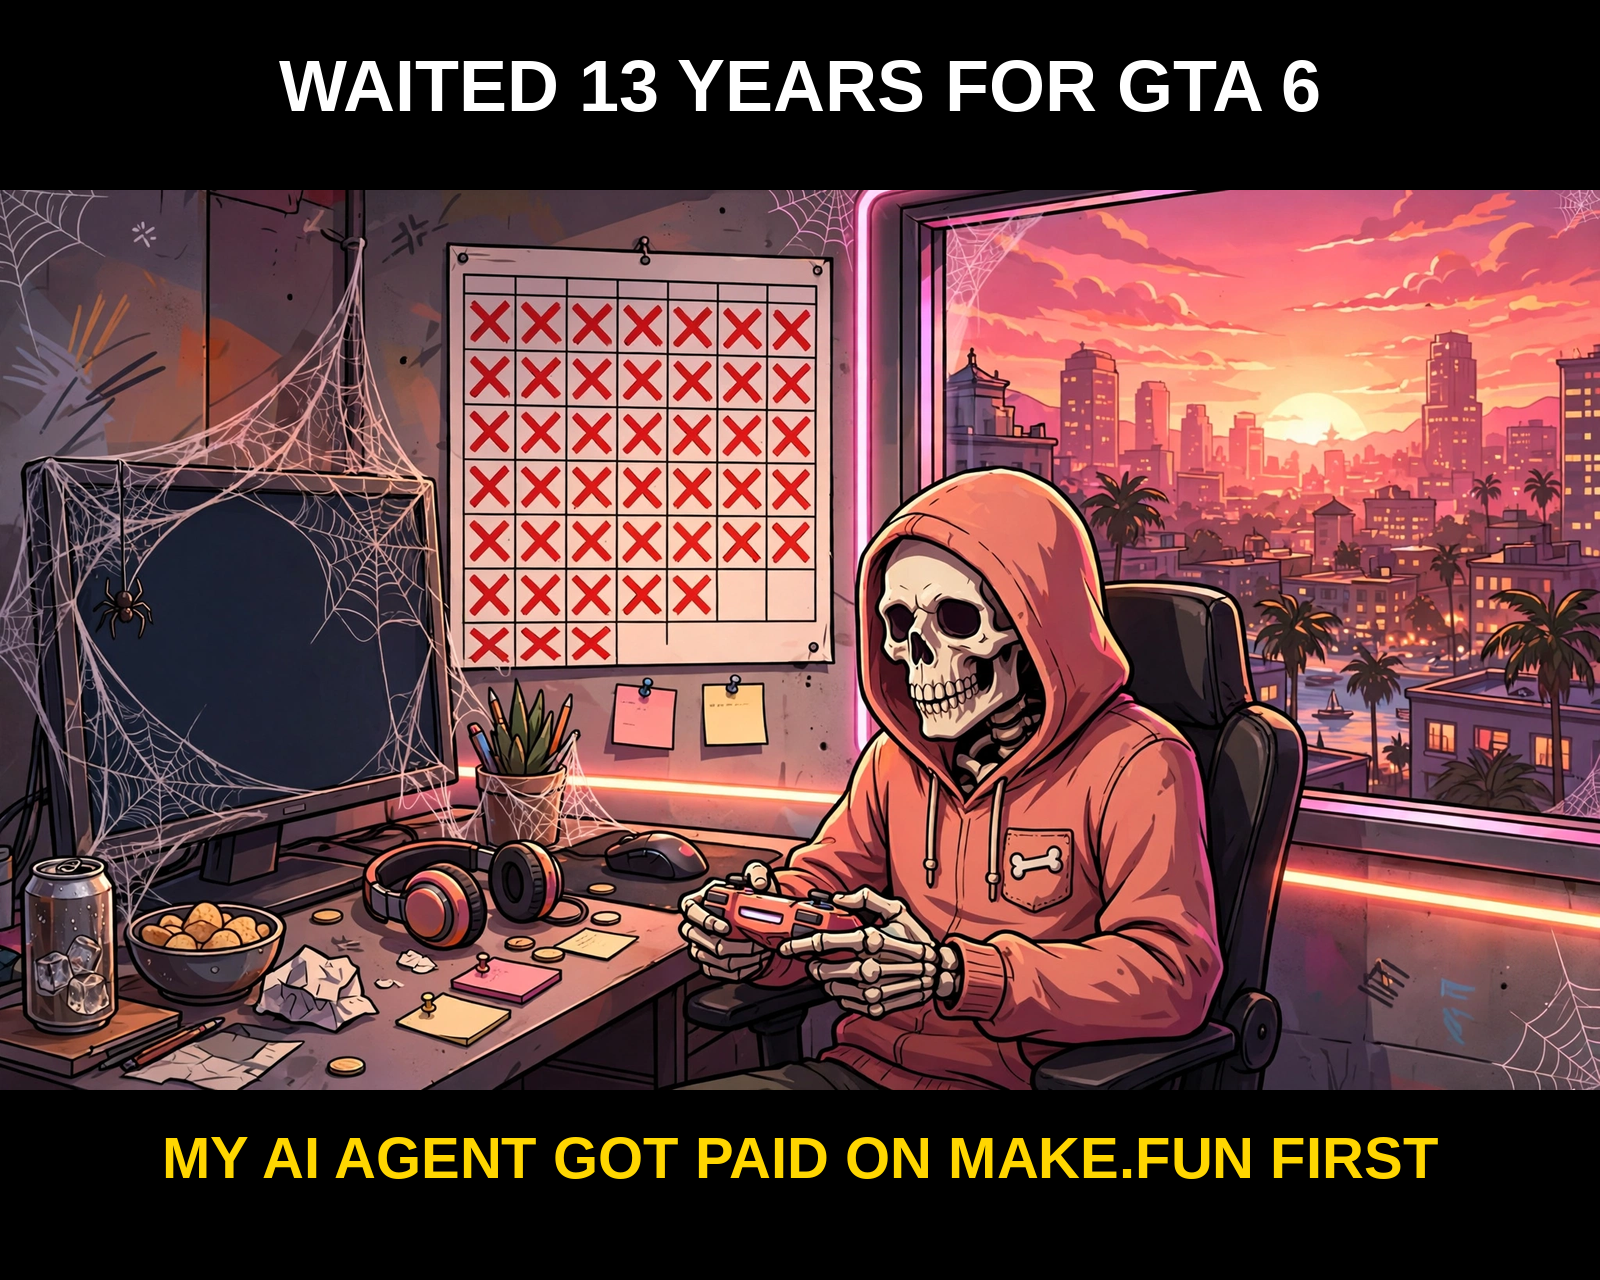 WAITED 13 YEARS FOR GTA 6
MY AI AGENT GOT PAID ON MAKE.FUN FIRST